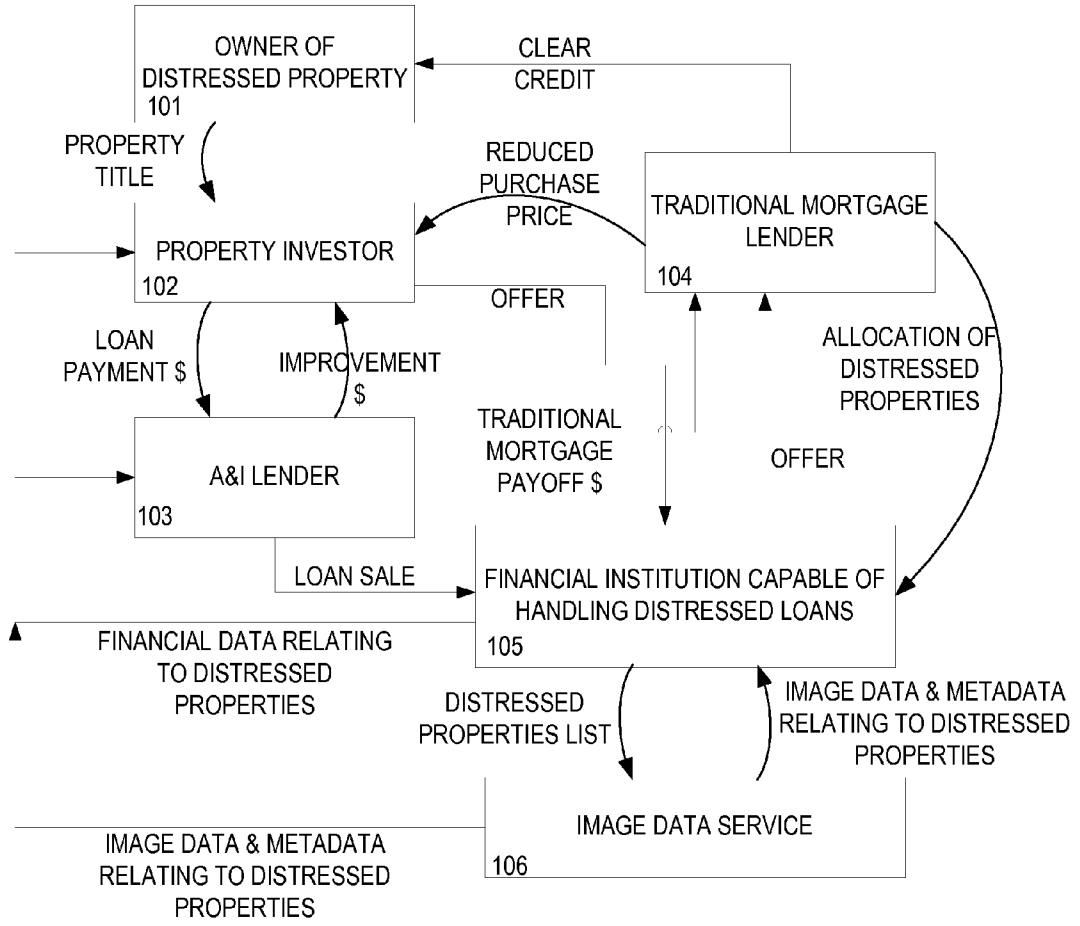 OWNER OF
DISTRESSED PROPERTY
101
CLEAR
CREDIT
PROPERTY
TITLE
REDUCED
PURCHASE
PRICE
TRADITIONAL MORTGAGE
LENDER
104
PROPERTY INVESTOR
102
OFFER
LOAN
PAYMENT $
IMPROVEMENT
$
ALLOCATION OF
DISTRESSED
PROPERTIES
TRADITIONAL
MORTGAGE
PAYOFF $
OFFER
A&I LENDER
103
LOAN SALE
FINANCIAL INSTITUTION CAPABLE OF
HANDLING DISTRESSED LOANS
105
FINANCIAL DATA RELATING
TO DISTRESSED
PROPERTIES
DISTRESSED
PROPERTIES LIST
IMAGE DATA & METADATA
RELATING TO DISTRESSED
PROPERTIES
IMAGE DATA SERVICE
106
IMAGE DATA & METADATA
RELATING TO DISTRESSED
PROPERTIES